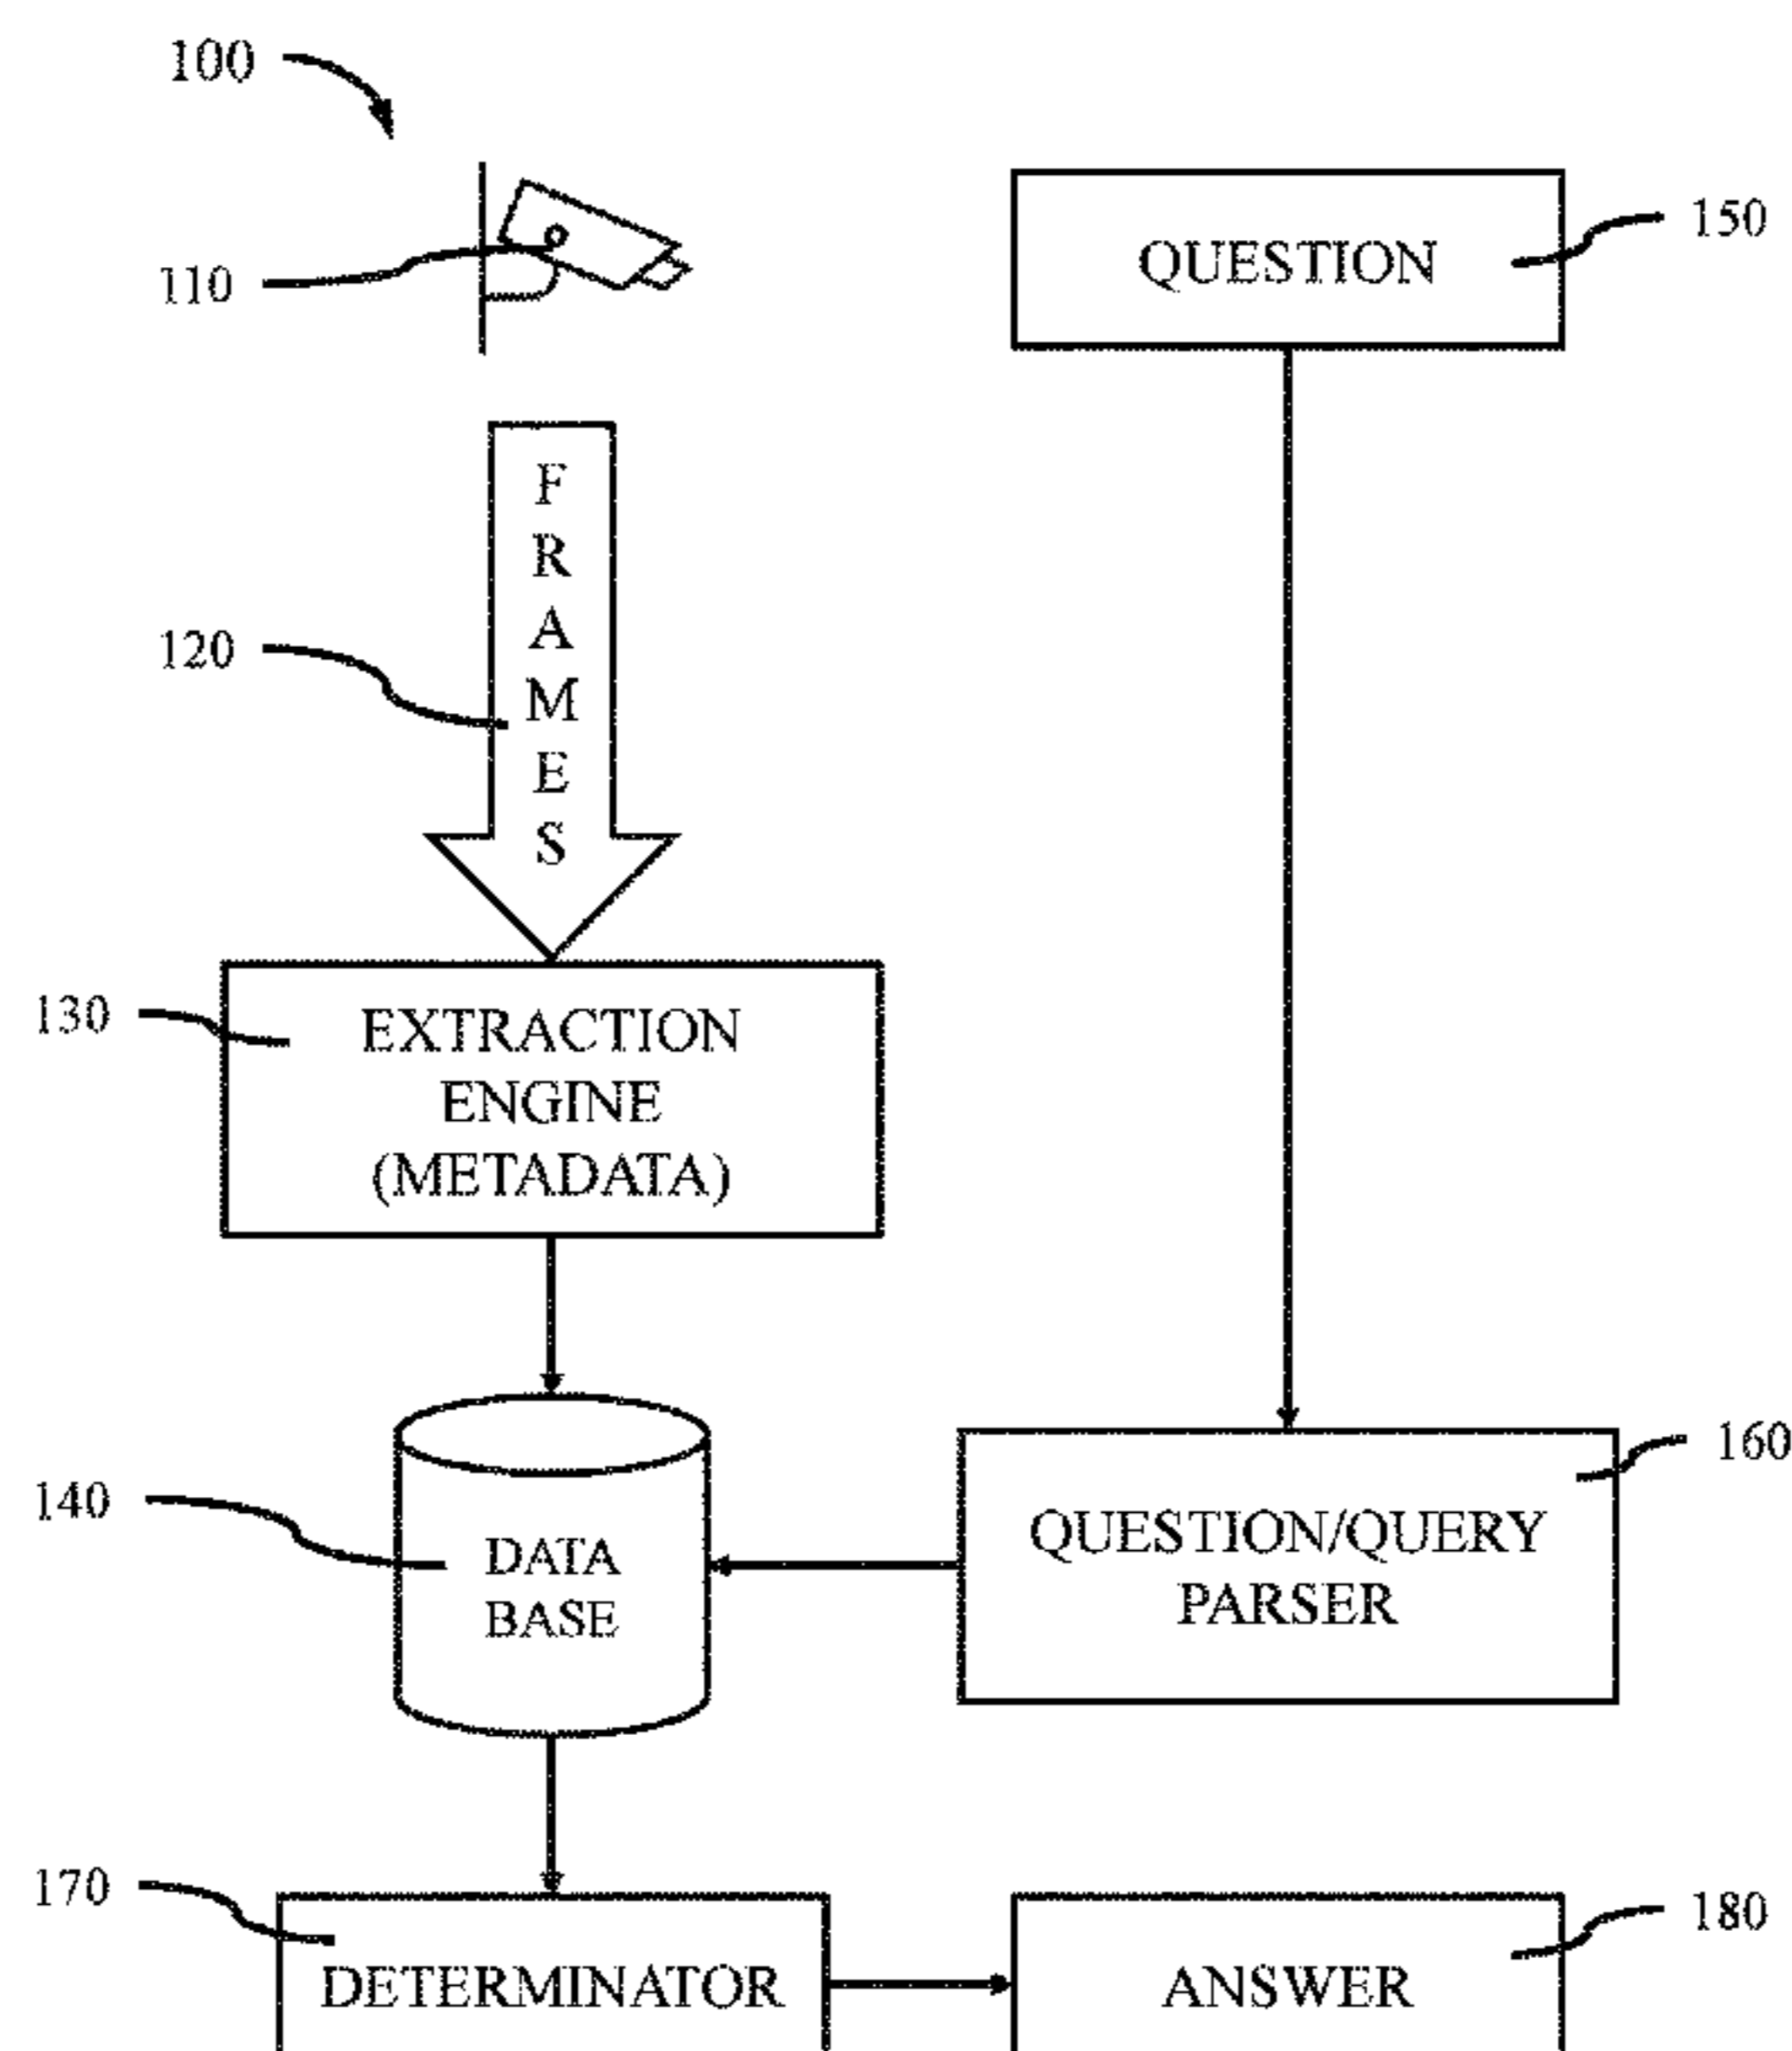 100
110
QUESTION
150
F
R
A
M
E
S
120
130
EXTRACTION
ENGINE
(METADATA)
140
DATA
BASE
160
QUESTION/QUERY
PARSER
170
DETERMINATOR
180
ANSWER